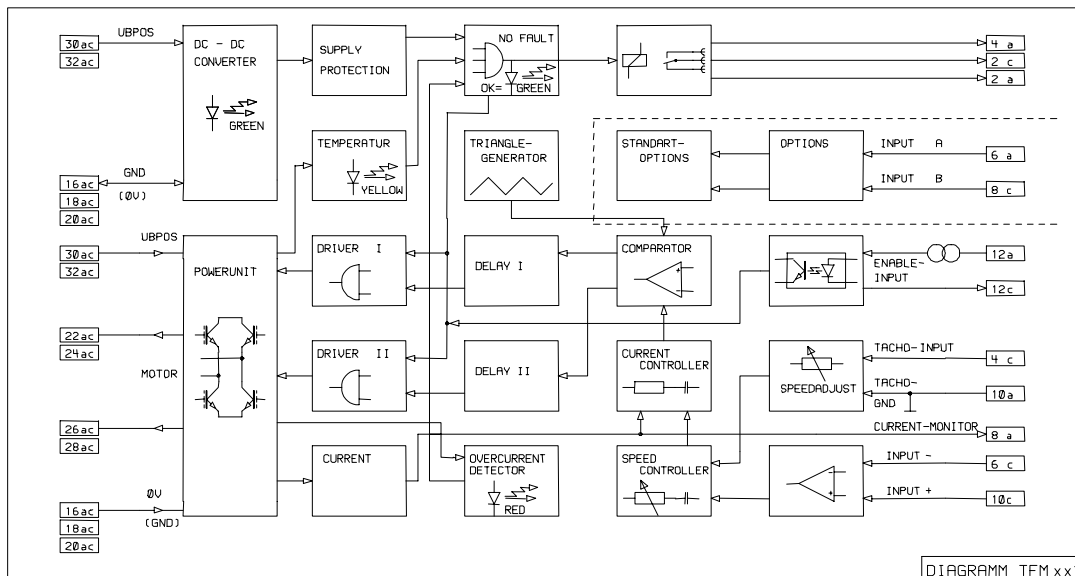 UBPOS
30ac
32ac
DC - DC
CONVERTER
GREEN
GND
(0V)
16ac
18ac
20ac
SUPPLY
PROTECTION
NO FAULT
OK=
GREEN
4 a
2 c
2 a
TEMPERATUR
YELLOW
TRIANGLE-
GENERATOR
STANDART-
OPTIONS
OPTIONS
INPUT A
6 a
INPUT B
8 c
UBPOS
30ac
32ac
POWERUNIT
DRIVER I
DELAY I
COMPARATOR
ENABLE-
INPUT
12a
12c
22ac
24ac
MOTOR
26ac
28ac
DRIVER II
DELAY II
CURRENT
CONTROLLER
SPEEDADJUST
TACHO-INPUT
4 c
TACHO-
GND
10a
CURRENT-MONITOR
8 a
0V
(GND)
16ac
18ac
20ac
CURRENT
OVERCURRENT
DETECTOR
RED
SPEED
CONTROLLER
INPUT -
6 c
INPUT +
10c
DIAGRAMM TFM xx